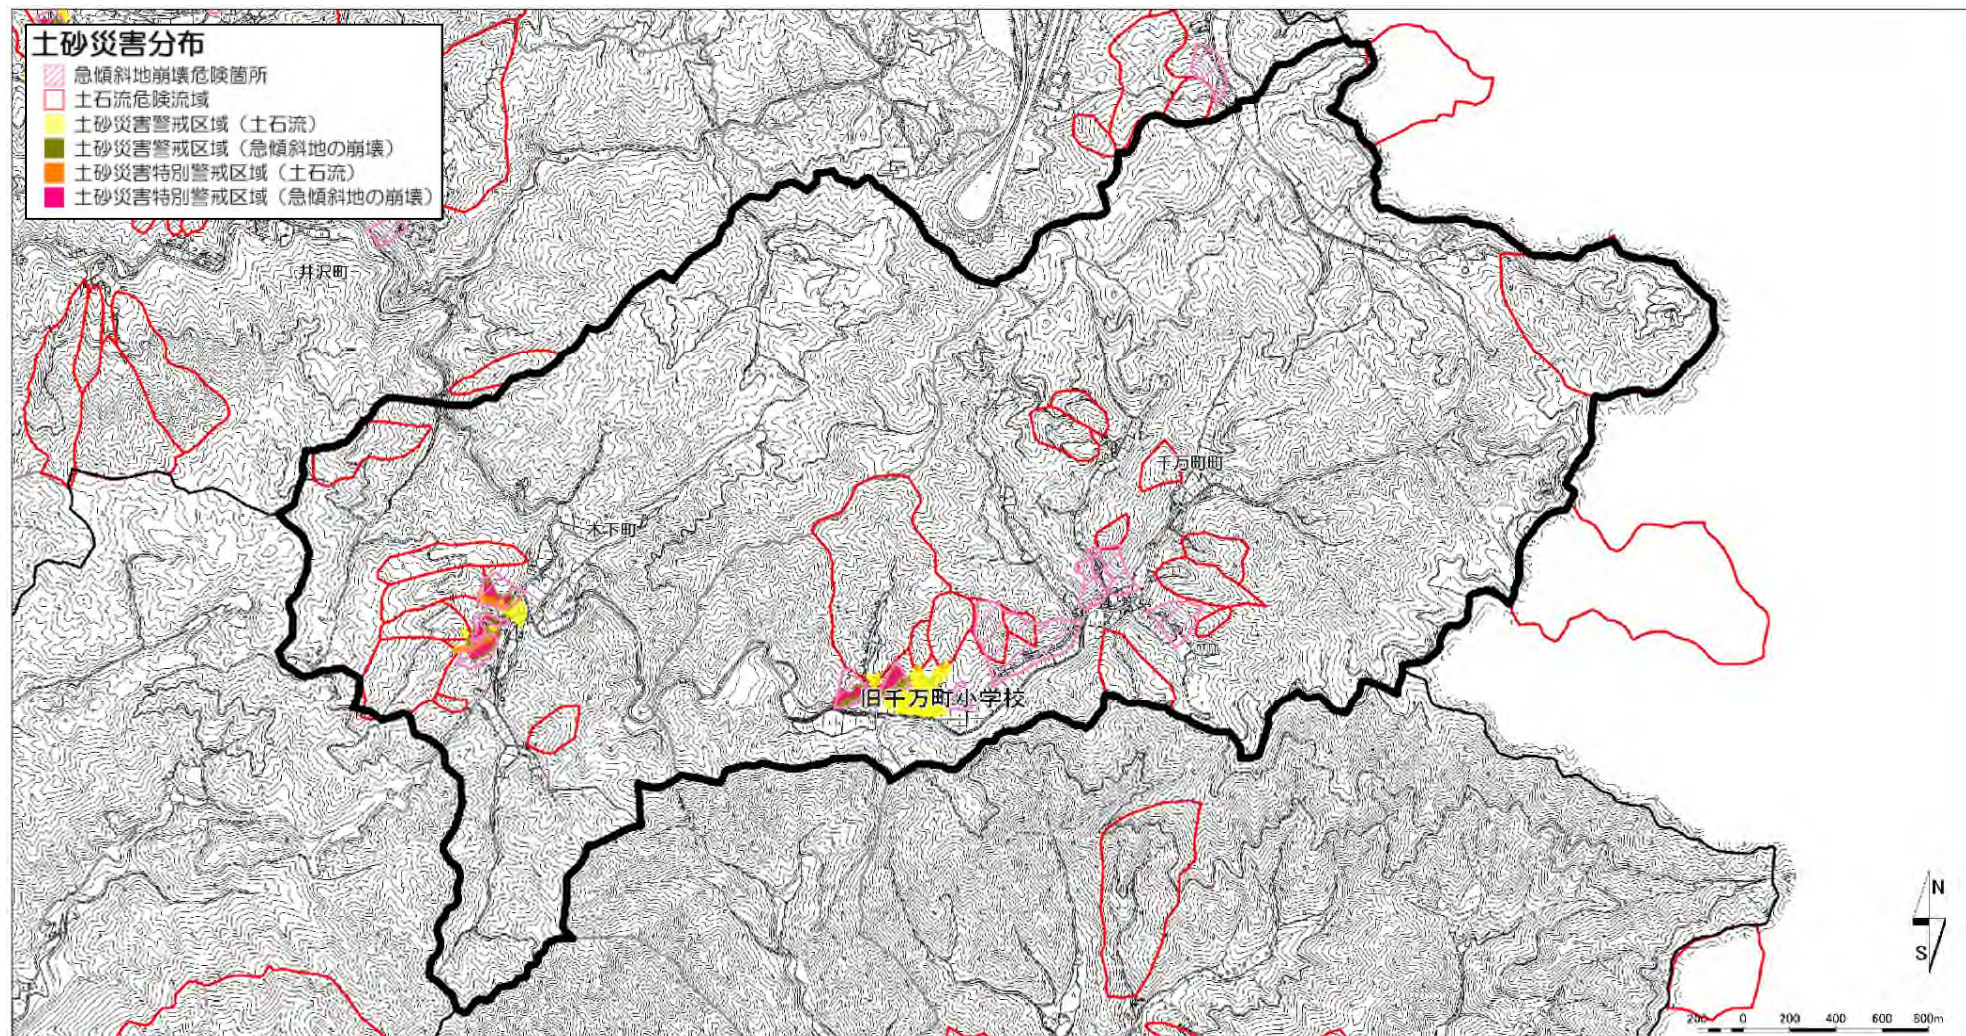 土砂災害分布
急傾斜地崩壊危険箇所
土石流危険流域
土砂災害警戒区域（土石流）
土砂災害警戒区域（急傾斜地の崩壊）
土砂災害特別警戒区域（土石流）
土砂災害特別警戒区域（急傾斜地の崩壊）
井沢町
千万町町
木下町
旧千万町小学校
N
S
200 0 200 400 600 800m